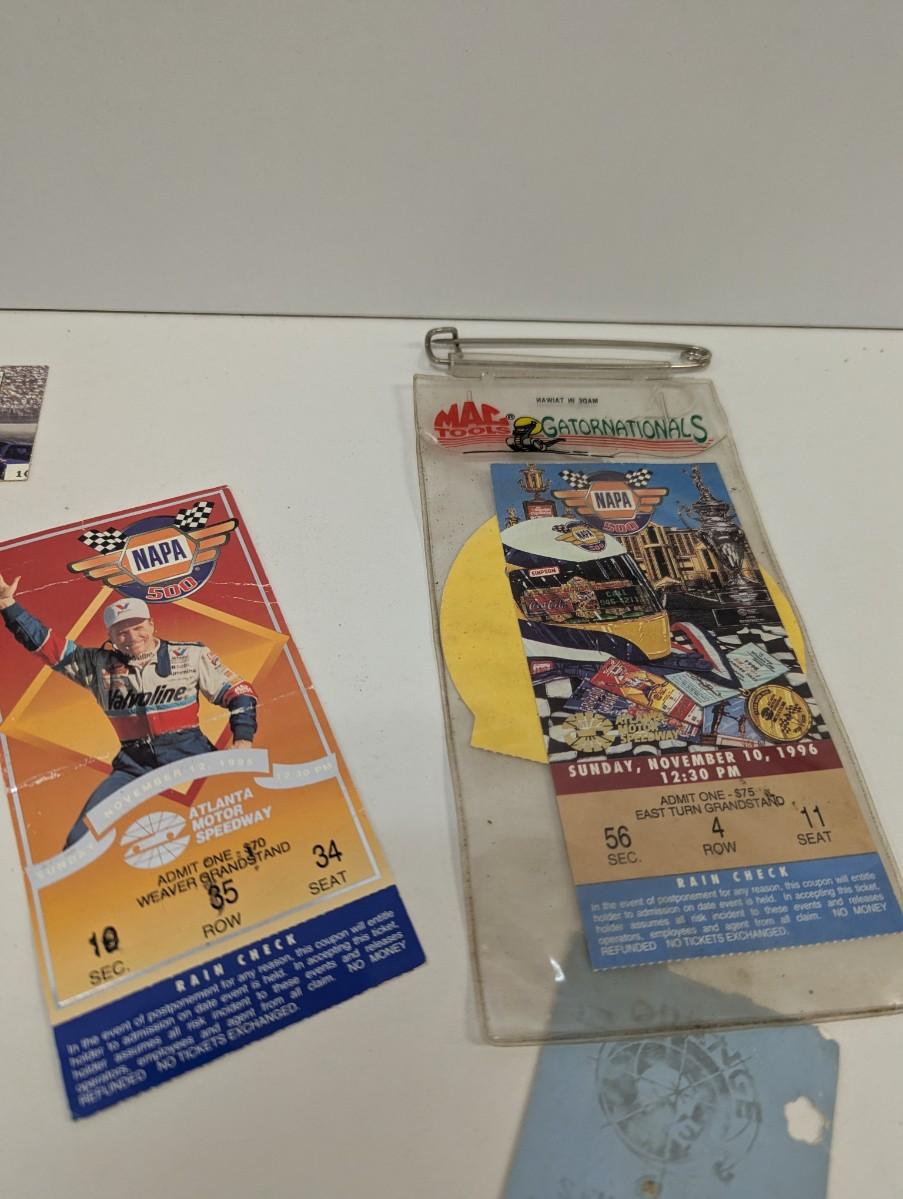 10
NAPA
500
Valvoline
SUNDAY NOVEMBER 12, 1995 12:30 PM
ATLANTA
MOTOR
SPEEDWAY
ADMIT ONE - $70
WEAVER GRANDSTAND
35 34
SEC. ROW SEAT
RAIN CHECK
In the event of postponement for any reason, this coupon will entitle
holder to admission on date event is held. In accepting this ticket,
holder assumes all risk incident to these events and releases
operators, employees and agent from all claim. NO MONEY
REFUNDED NO TICKETS EXCHANGED.
MADE IN TAIWAN
MAC®
TOOLS
GATORNATIONALS
NAPA
500
SIMPSON
Coca-Cola
ATLANTA
MOTOR
SPEEDWAY
SUNDAY, NOVEMBER 10, 1996
12:30 PM
ADMIT ONE - $75
EAST TURN GRANDSTAND
56 4 11
SEC. ROW SEAT
RAIN CHECK
In the event of postponement for any reason, this coupon will entitle
holder to admission on date event is held. In accepting this ticket,
holder assumes all risk incident to these events and releases
operators, employees and agent from all claim. NO MONEY
REFUNDED NO TICKETS EXCHANGED.